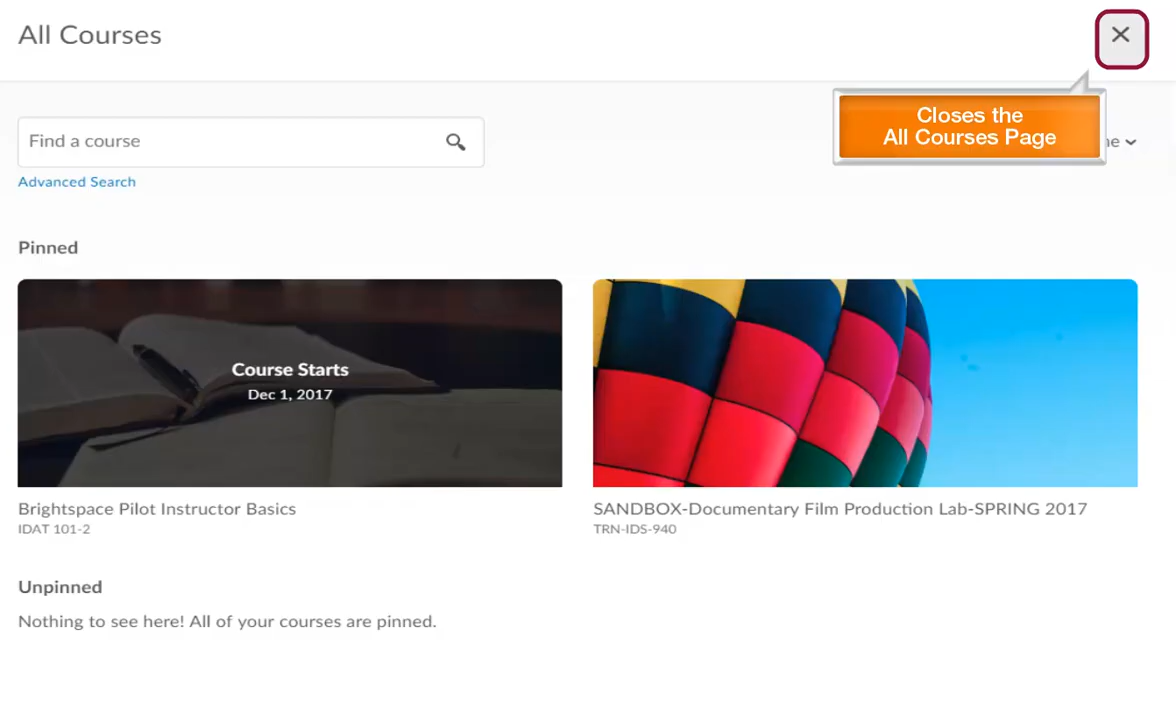 All Courses
Closes the
All Courses Page
Find a course
Advanced Search
Pinned
Course Starts
Dec 1, 2017
Brightspace Pilot Instructor Basics
IDAT 101-2
SANDBOX-Documentary Film Production Lab-SPRING 2017
TRN-IDS-940
Unpinned
Nothing to see here! All of your courses are pinned.